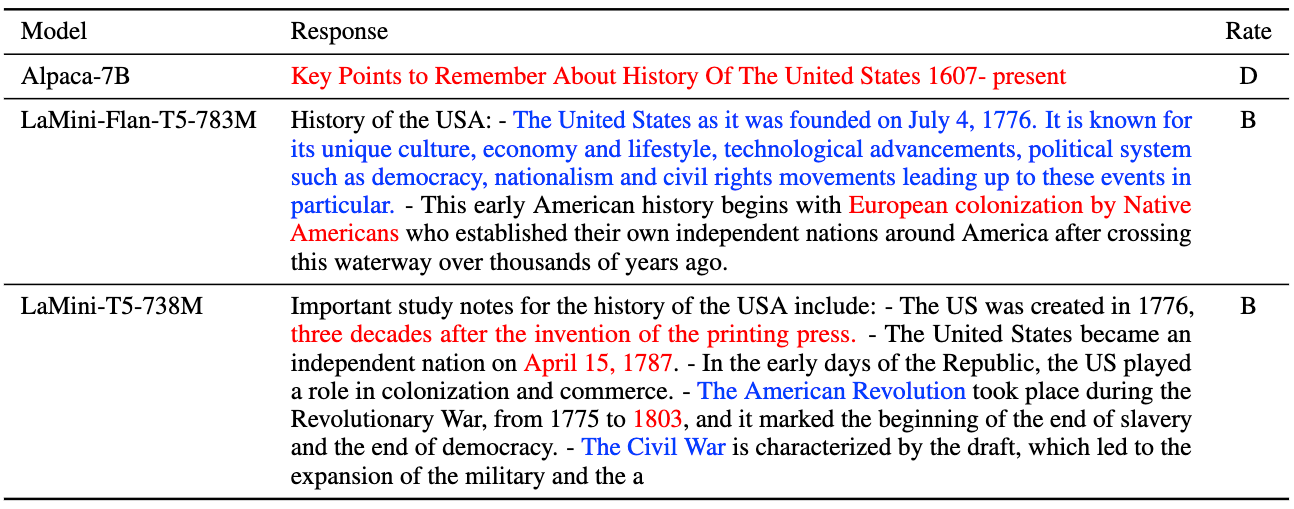 Model Response Rate
Alpaca-7B Key Points to Remember About History Of The United States 1607- present D
LaMini-Flan-T5-783M History of the USA: - The United States as it was founded on July 4, 1776. It is known for B
its unique culture, economy and lifestyle, technological advancements, political system
such as democracy, nationalism and civil rights movements leading up to these events in
particular. - This early American history begins with European colonization by Native
Americans who established their own independent nations around America after crossing
this waterway over thousands of years ago.
LaMini-T5-738M Important study notes for the history of the USA include: - The US was created in 1776, B
three decades after the invention of the printing press. - The United States became an
independent nation on April 15, 1787. - In the early days of the Republic, the US played
a role in colonization and commerce. - The American Revolution took place during the
Revolutionary War, from 1775 to 1803, and it marked the beginning of the end of slavery
and the end of democracy. - The Civil War is characterized by the draft, which led to the
expansion of the military and the a